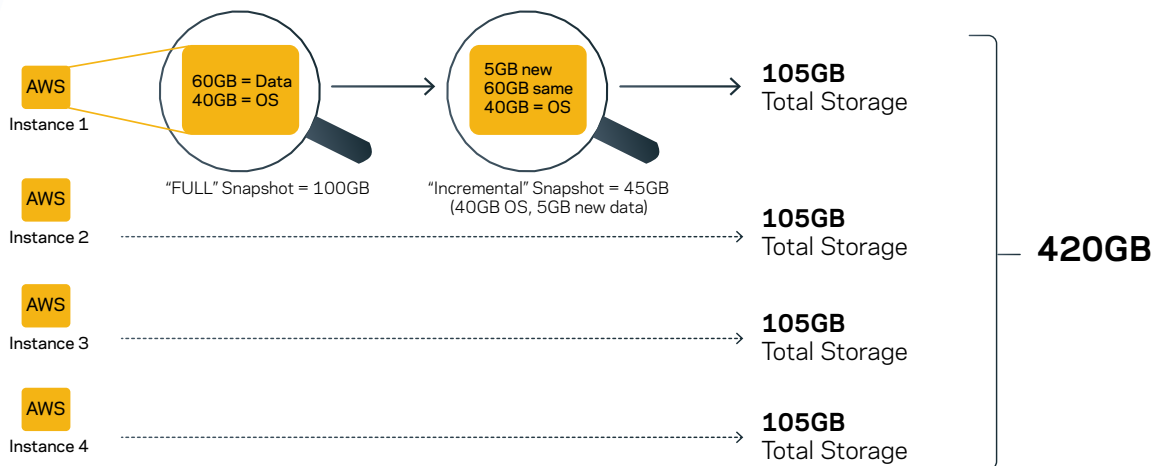 AWS
Instance 1
60GB = Data
40GB = OS
“FULL” Snapshot = 100GB
5GB new
60GB same
40GB = OS
“Incremental” Snapshot = 45GB
(40GB OS, 5GB new data)
105GB
Total Storage
AWS
Instance 2
105GB
Total Storage
AWS
Instance 3
105GB
Total Storage
AWS
Instance 4
105GB
Total Storage
420GB